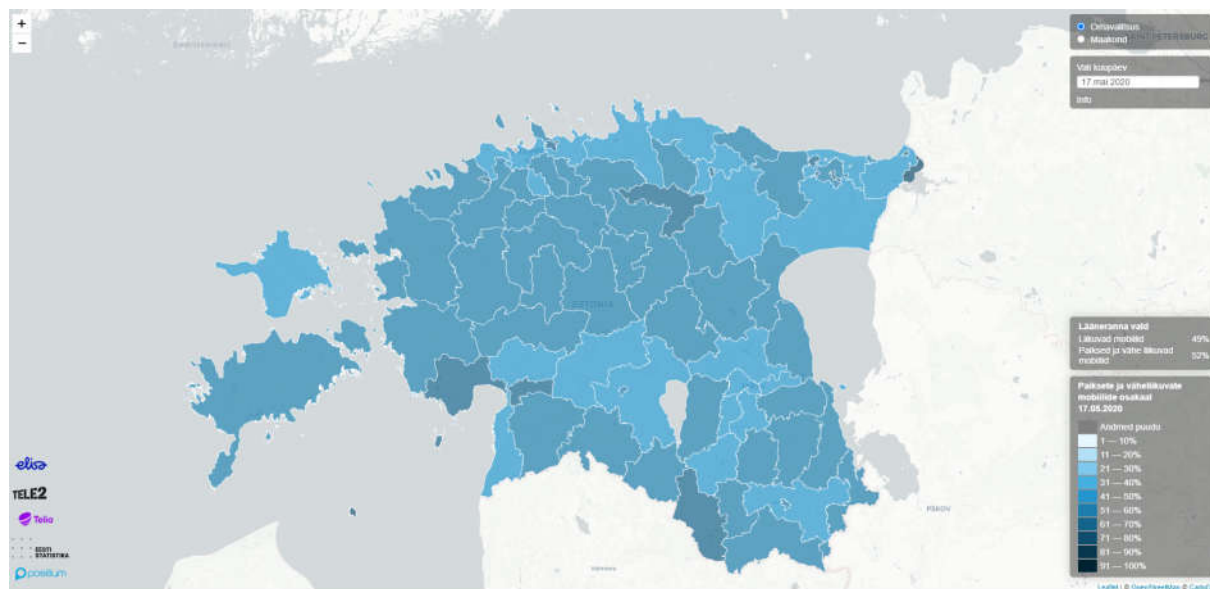 +
−
Omavalitsus
Maakond
Vali kuupäev
17 mai 2020
Info
ESTONIA
Lääneranna vald
Liikuvad mobiilid 49%
Paiksed ja vähe liikuvad mobiilid 52%
Paiksete ja väheliikuvate
mobiilide osakaal
17.05.2020
Andmed puudu
1 — 10%
11 — 20%
21 — 30%
31 — 40%
41 — 50%
51 — 60%
61 — 70%
71 — 80%
81 — 90%
91 — 100%
elisa
TELE2
Telia
EESTI
STATISTIKA
positium
PSKOV